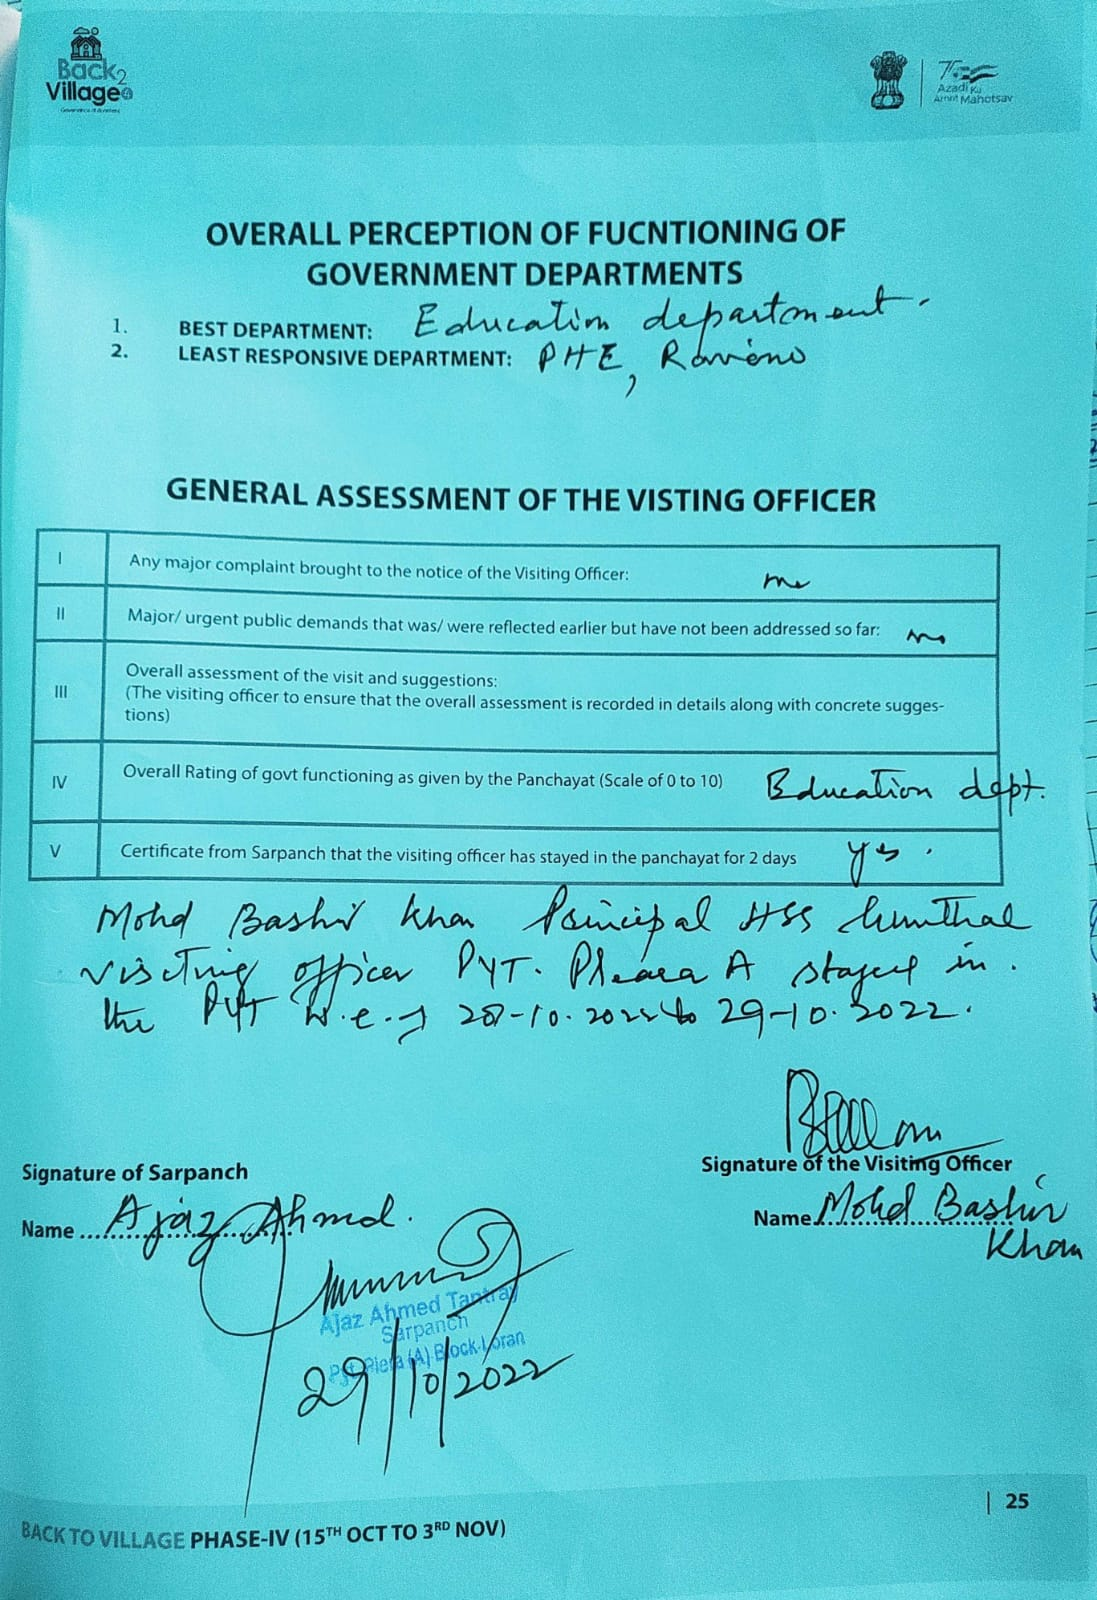 Back2
Village4
75
Azadi Ka
Amrit Mahotsav
OVERALL PERCEPTION OF FUCNTIONING OF
GOVERNMENT DEPARTMENTS
1. BEST DEPARTMENT: Education department.
2. LEAST RESPONSIVE DEPARTMENT: PHE,
GENERAL ASSESSMENT OF THE VISTING OFFICER
I Any major complaint brought to the notice of the Visiting Officer: no
II Major/ urgent public demands that was/ were reflected earlier but have not been addressed so far: no
III Overall assessment of the visit and suggestions:
(The visiting officer to ensure that the overall assessment is recorded in details along with concrete sugges-
tions)
IV Overall Rating of govt functioning as given by the Panchayat (Scale of 0 to 10) Education dept.
V Certificate from Sarpanch that the visiting officer has stayed in the panchayat for 2 days yes.
Mohd Bashir Khan Principal HSS
visiting officer PYT. A stayed in
the PYT w.e.f 28-10.2022 to 29-10.2022.
Signature of Sarpanch
Signature of the Visiting Officer
Name Ajaz Ahmed.
Name Mohd Bashir
Khan
Ajaz Ahmed Tantray
Sarpanch
Pyt. Plera (A) Block Loran
29/10/2022
25
BACK TO VILLAGE PHASE-IV (15TH OCT TO 3RD NOV)